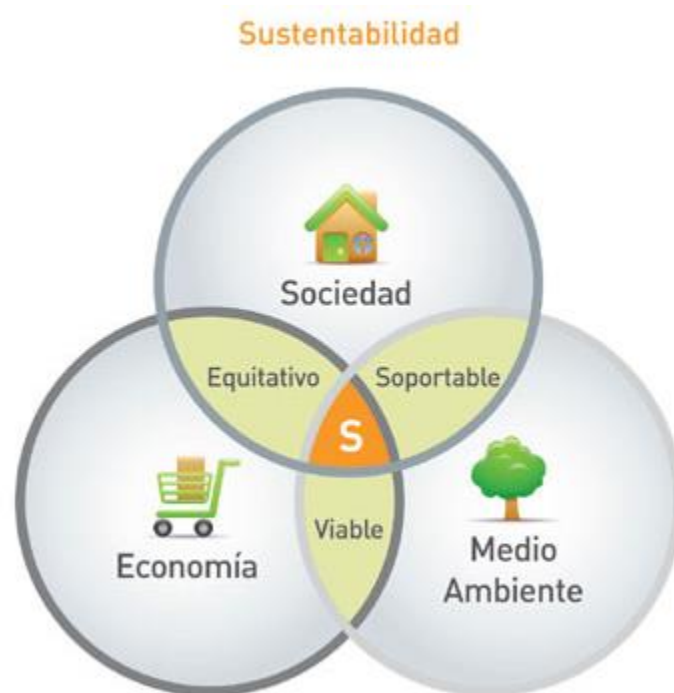 Sustentabilidad
Sociedad
Equitativo
Soportable
S
Viable
Economía
Medio
Ambiente